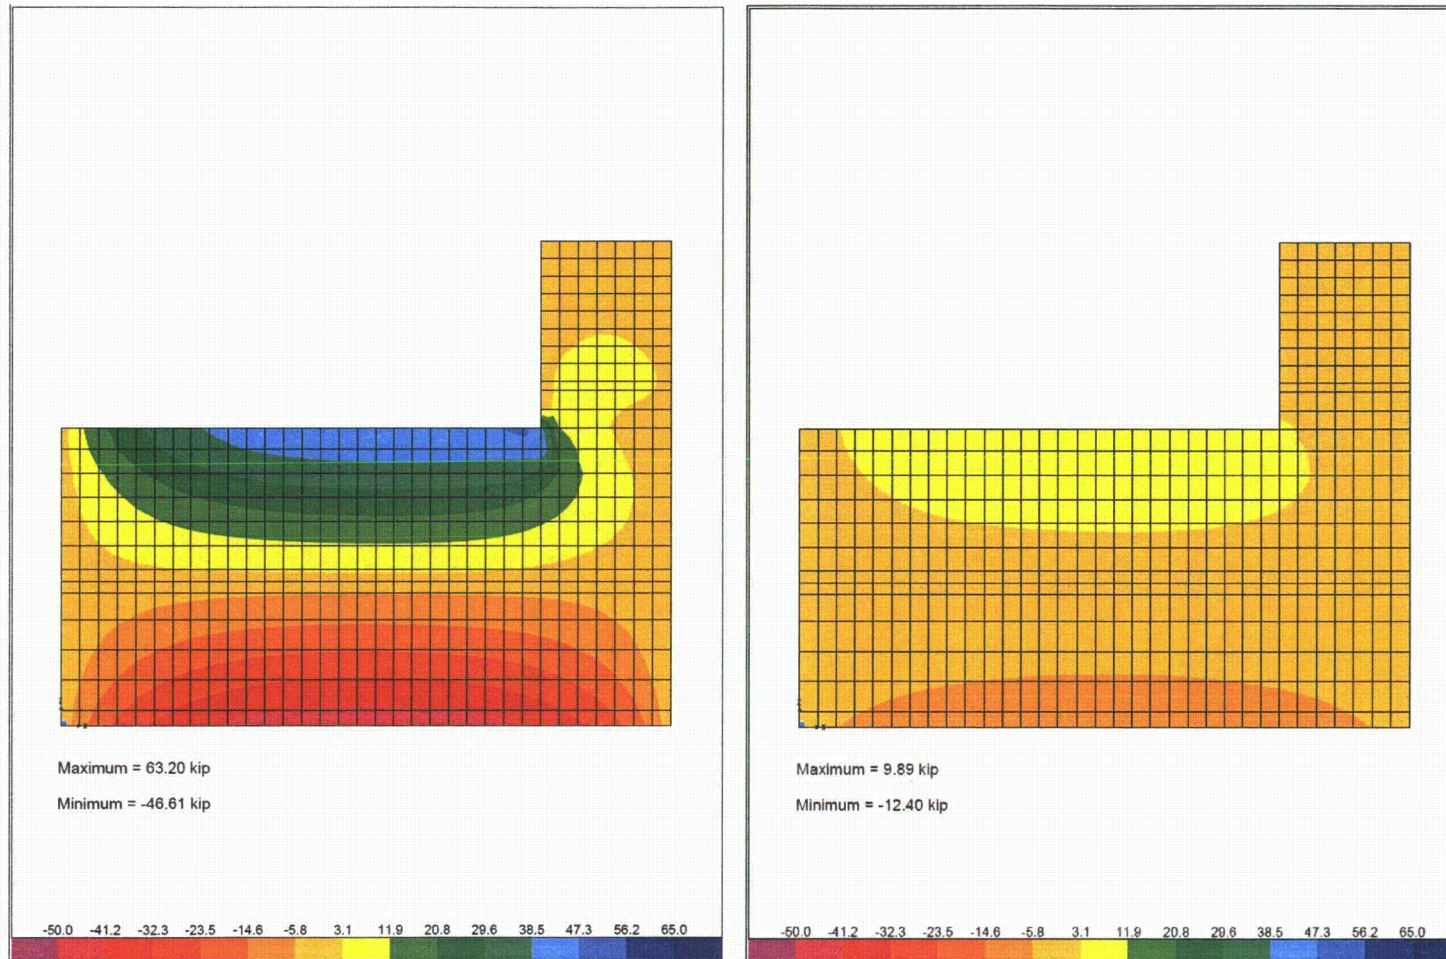 Maximum = 63.20 kip
Minimum = -46.61 kip
-50.0 -41.2 -32.3 -23.5 -14.6 -5.8 3.1 11.9 20.8 29.6 38.5 47.3 56.2 65.0
Maximum = 9.89 kip
Minimum = -12.40 kip
-50.0 -41.2 -32.3 -23.5 -14.6 -5.8 3.1 11.9 20.8 29.6 38.5 47.3 56.2 65.0